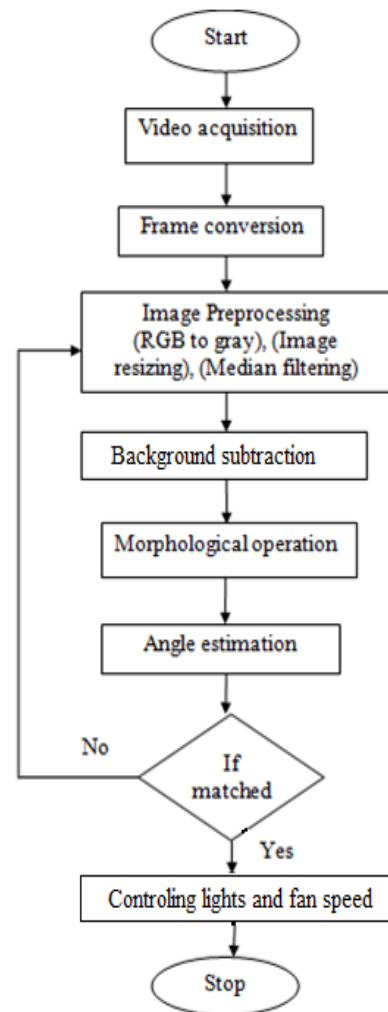 Start
Video acquisition
Frame conversion
Image Preprocessing
(RGB to gray), (Image
resizing), (Median filtering)
Background subtraction
Morphological operation
Angle estimation
No
If
matched
Yes
Controling lights and fan speed
Stop